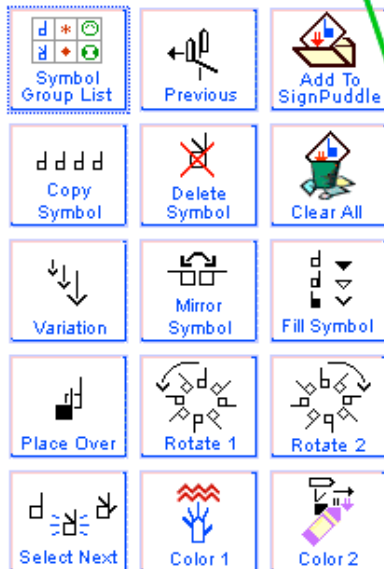 Symbol
Group List
Previous
Add To
SignPuddle
Copy
Symbol
Delete
Symbol
Clear All
Variation
Mirror
Symbol
Fill Symbol
Place Over
Rotate 1
Rotate 2
Select Next
Color 1
Color 2